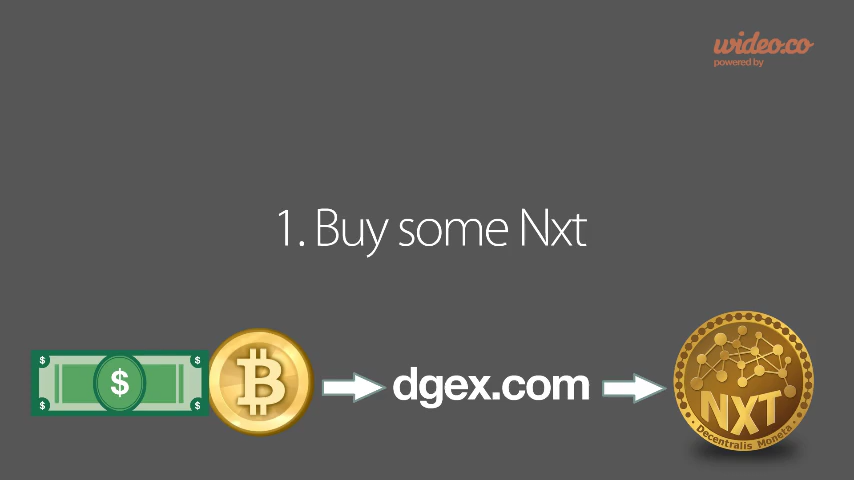 wideo.co
powered by
1. Buy some Nxt
$ $
$
$ $
B
dgex.com
NXT
Decentralis Moneta